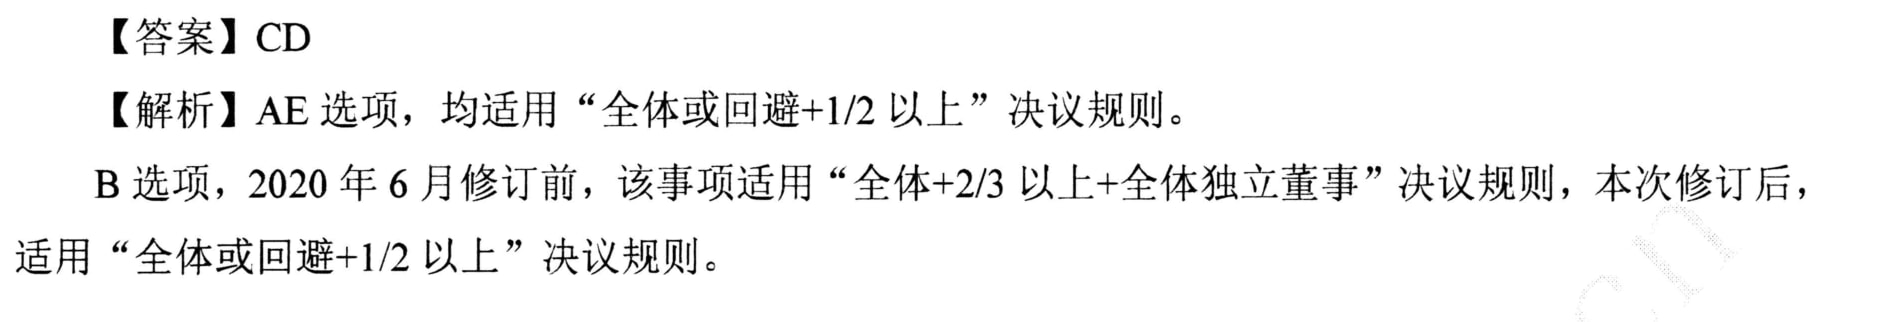 【答案】CD
【解析】AE 选项，均适用“全体或回避+1/2 以上”决议规则。
B 选项，2020 年 6 月修订前，该事项适用“全体+2/3 以上+全体独立董事”决议规则，本次修订后，
适用“全体或回避+1/2 以上”决议规则。
cn